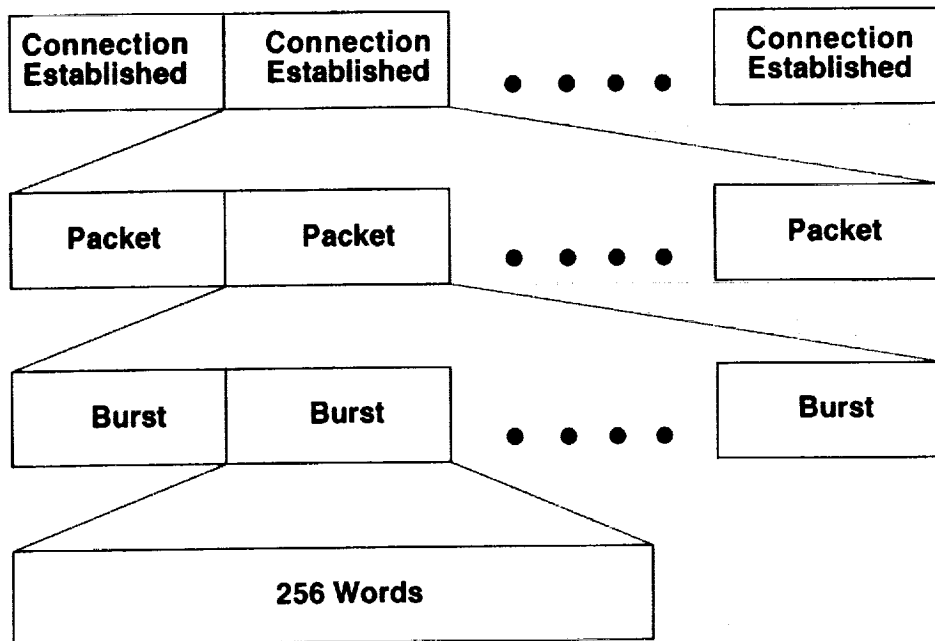 Connection
Established
Connection
Established
Connection
Established
Packet
Packet
Packet
Burst
Burst
Burst
256 Words